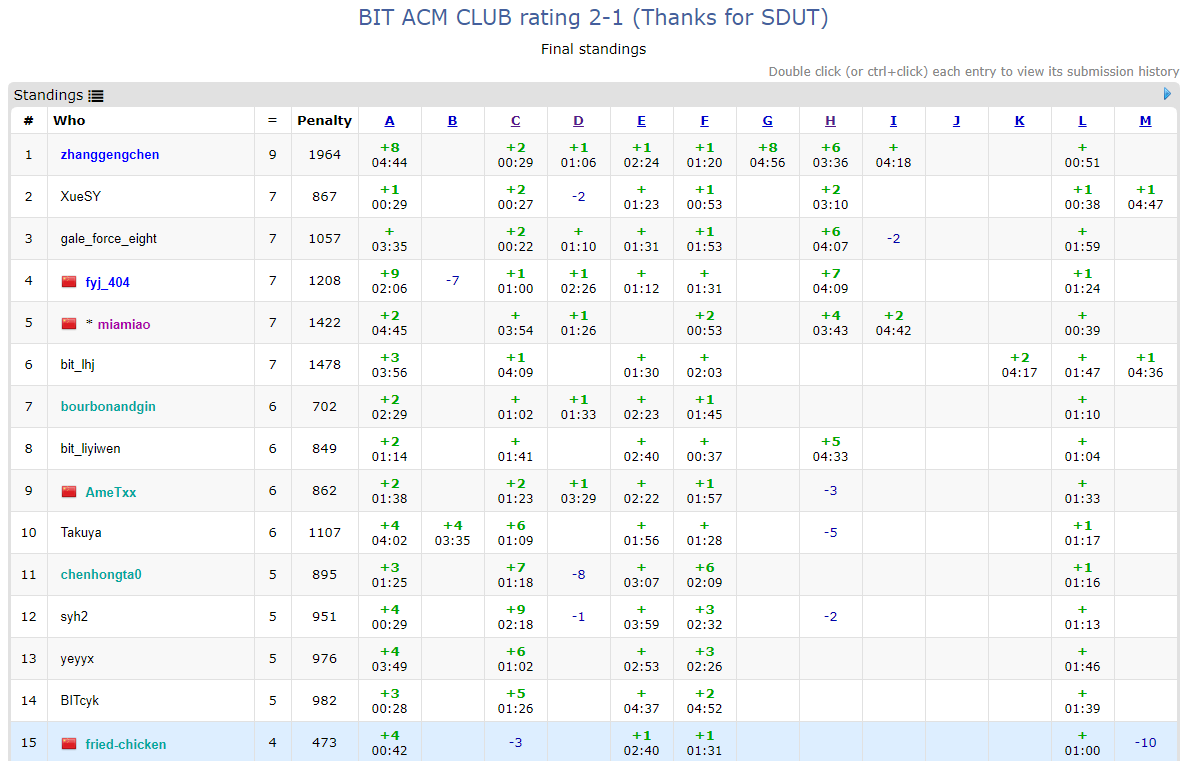 BIT ACM CLUB rating 2-1 (Thanks for SDUT)
Final standings
Double click (or ctrl+click) each entry to view its submission history
Standings
# Who = Penalty A B C D E F G H I J K L M
+8 +2 +1 +1 +1 +8 +6 + +
1 zhanggengchen 9 1964
04:44 00:29 01:06 02:24 01:20 04:56 03:36 04:18 00:51
+1 +2 + +1 +2 +1 +1
2 XueSY 7 867 -2
00:29 00:27 01:23 00:53 03:10 00:38 04:47
+ +2 + + +1 +6 +
3 gale_force_eight 7 1057 -2
03:35 00:22 01:10 01:31 01:53 04:07 01:59
+9 +1 +1 + + +7 +1
4 fyj_404 7 1208 -7
02:06 01:00 02:26 01:12 01:31 04:09 01:24
+2 + +1 +2 +4 +2 +
5 * miamiao 7 1422
04:45 03:54 01:26 00:53 03:43 04:42 00:39
+3 +1 + + +2 + +1
6 bit_lhj 7 1478
03:56 04:09 01:30 02:03 04:17 01:47 04:36
+2 + +1 + +1 +
7 bourbonandgin 6 702
02:29 01:02 01:33 02:23 01:45 01:10
+2 + + + +5 +
8 bit_liyiwen 6 849
01:14 01:41 02:40 00:37 04:33 01:04
+2 +2 +1 + +1 +
9 AmeTxx 6 862 -3
01:38 01:23 03:29 02:22 01:57 01:33
+4 +4 +6 + + +1
10 Takuya 6 1107 -5
04:02 03:35 01:09 01:56 01:28 01:17
+3 +7 + +6 +1
11 chenhongta0 5 895 -8
01:25 01:18 03:07 02:09 01:16
+4 +9 + +3 +
12 syh2 5 951 -1 -2
00:29 02:18 03:59 02:32 01:13
+4 +6 + +3 +
13 yeyyx 5 976
03:49 01:02 02:53 02:26 01:46
+3 +5 + +2 +
14 BITcyk 5 982
00:28 01:26 04:37 04:52 01:39
+4 +1 +1 +
15 fried-chicken 4 473 -3 -10
00:42 02:40 01:31 01:00